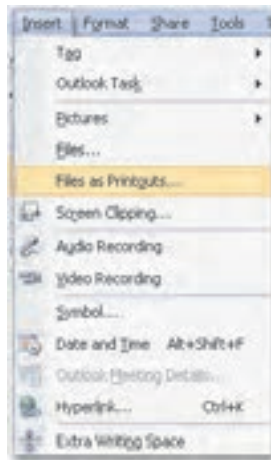 Insert Format Share Tools
Tag
Outlook Task
Pictures
Files...
Files as Printouts...
Screen Clipping...
Audio Recording
Video Recording
Symbol...
Date and Time Alt+Shift+F
Outlook Meeting Details...
Hyperlink... Ctrl+K
Extra Writing Space